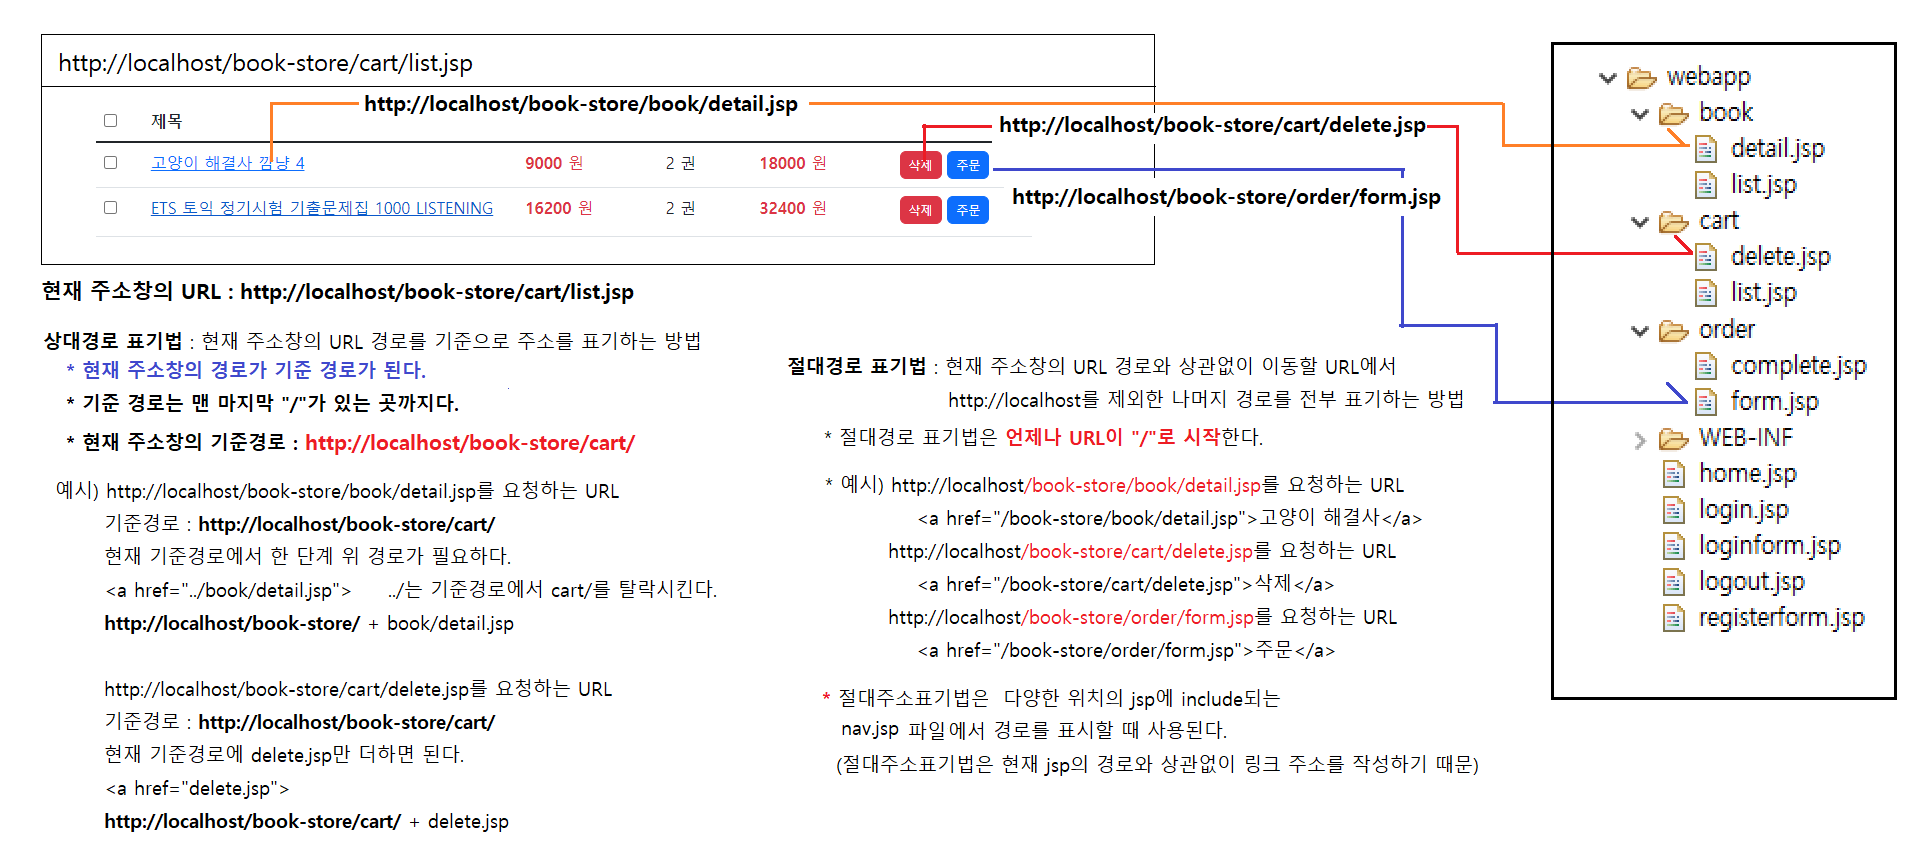 http://localhost/book-store/cart/list.jsp
http://localhost/book-store/book/detail.jsp
제목
http://localhost/book-store/cart/delete.jsp
고양이 해결사 깜냥 4 9000 원 2 권 18000 원 삭제 주문
http://localhost/book-store/order/form.jsp
ETS 토익 정기시험 기출문제집 1000 LISTENING 16200 원 2 권 32400 원 삭제 주문
현재 주소창의 URL : http://localhost/book-store/cart/list.jsp
상대경로 표기법 : 현재 주소창의 URL 경로를 기준으로 주소를 표기하는 방법
* 현재 주소창의 경로가 기준 경로가 된다.
* 기준 경로는 맨 마지막 "/"가 있는 곳까지다.
* 현재 주소창의 기준경로 : http://localhost/book-store/cart/
예시) http://localhost/book-store/book/detail.jsp를 요청하는 URL
기준경로 : http://localhost/book-store/cart/
현재 기준경로에서 한 단계 위 경로가 필요하다.
<a href="../book/detail.jsp"> ../는 기준경로에서 cart/를 탈락시킨다.
http://localhost/book-store/ + book/detail.jsp
http://localhost/book-store/cart/delete.jsp를 요청하는 URL
기준경로 : http://localhost/book-store/cart/
현재 기준경로에 delete.jsp만 더하면 된다.
<a href="delete.jsp">
http://localhost/book-store/cart/ + delete.jsp
절대경로 표기법 : 현재 주소창의 URL 경로와 상관없이 이동할 URL에서
http://localhost를 제외한 나머지 경로를 전부 표기하는 방법
* 절대경로 표기법은 언제나 URL이 "/"로 시작한다.
* 예시) http://localhost/book-store/book/detail.jsp를 요청하는 URL
<a href="/book-store/book/detail.jsp">고양이 해결사</a>
http://localhost/book-store/cart/delete.jsp를 요청하는 URL
<a href="/book-store/cart/delete.jsp">삭제</a>
http://localhost/book-store/order/form.jsp를 요청하는 URL
<a href="/book-store/order/form.jsp">주문</a>
* 절대주소표기법은 다양한 위치의 jsp에 include되는
nav.jsp 파일에서 경로를 표시할 때 사용된다.
(절대주소표기법은 현재 jsp의 경로와 상관없이 링크 주소를 작성하기 때문)
webapp
book
detail.jsp
list.jsp
cart
delete.jsp
list.jsp
order
complete.jsp
form.jsp
WEB-INF
home.jsp
login.jsp
loginform.jsp
logout.jsp
registerform.jsp